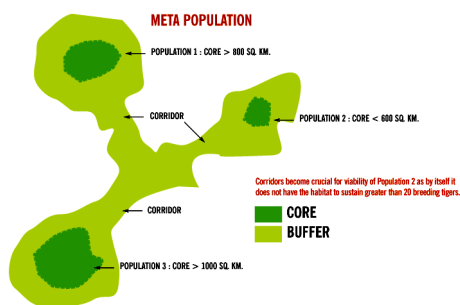 META POPULATION
POPULATION 1 : CORE > 800 SQ. KM.
CORRIDOR
POPULATION 2 : CORE < 600 SQ. KM.
Corridors become crucial for viability of Population 2 as by itself it
does not have the habitat to sustain greater than 20 breeding tigers.
CORRIDOR
CORE
BUFFER
POPULATION 3 : CORE > 1000 SQ. KM.